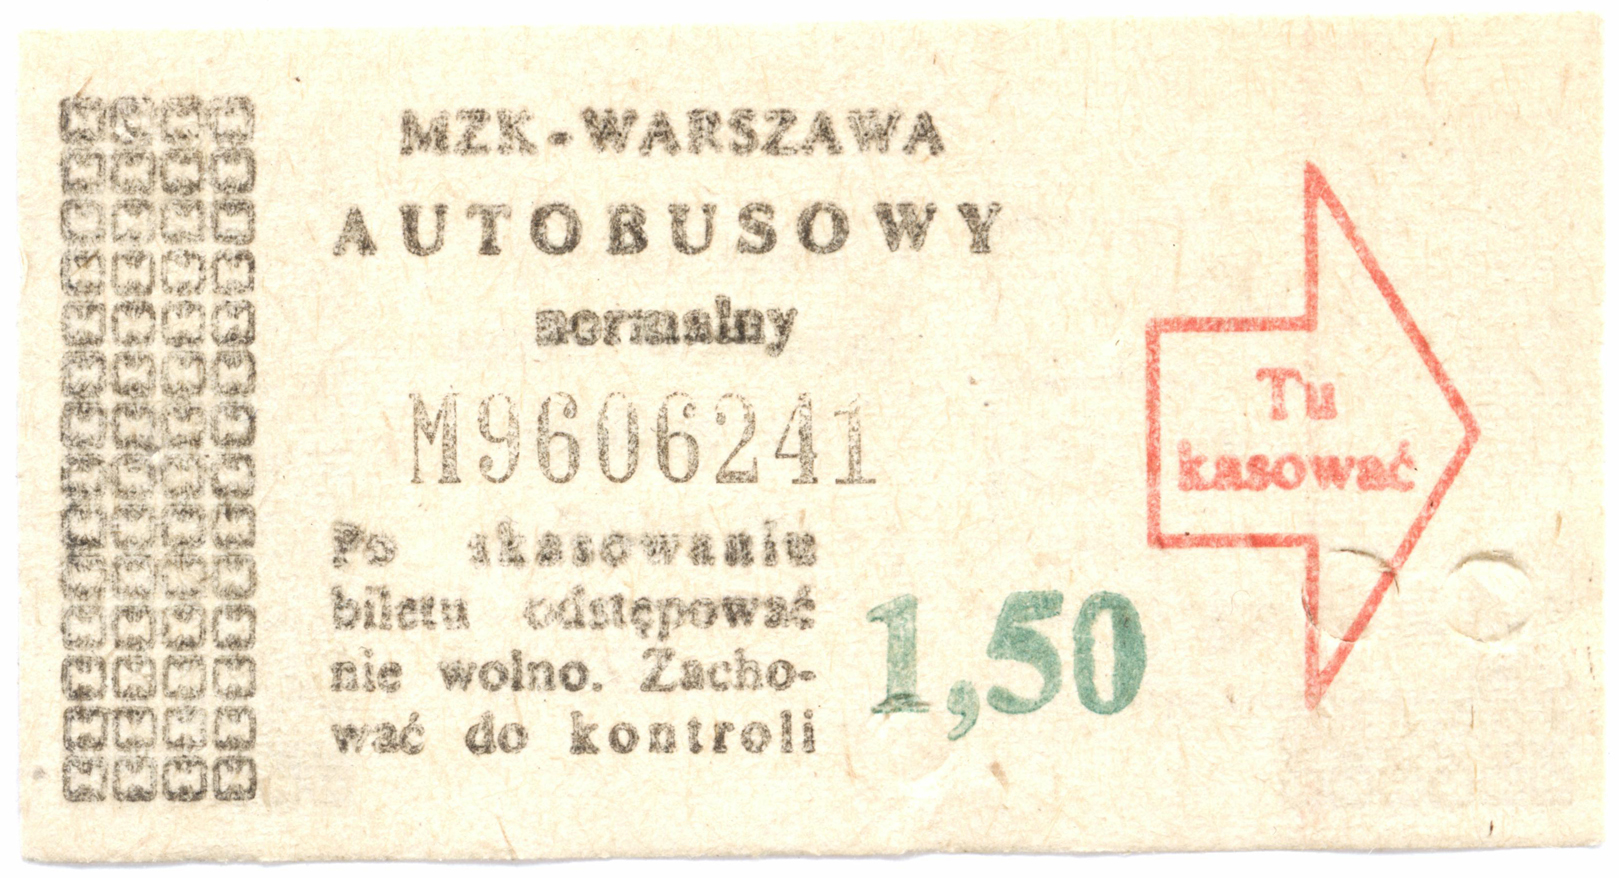 MZK-WARSZAWA
AUTOBUSOWY
normalny
M9606241
Po skasowaniu
biletu odstępować
nie wolno. Zacho-
wać do kontroli
1,50
Tu
kasować